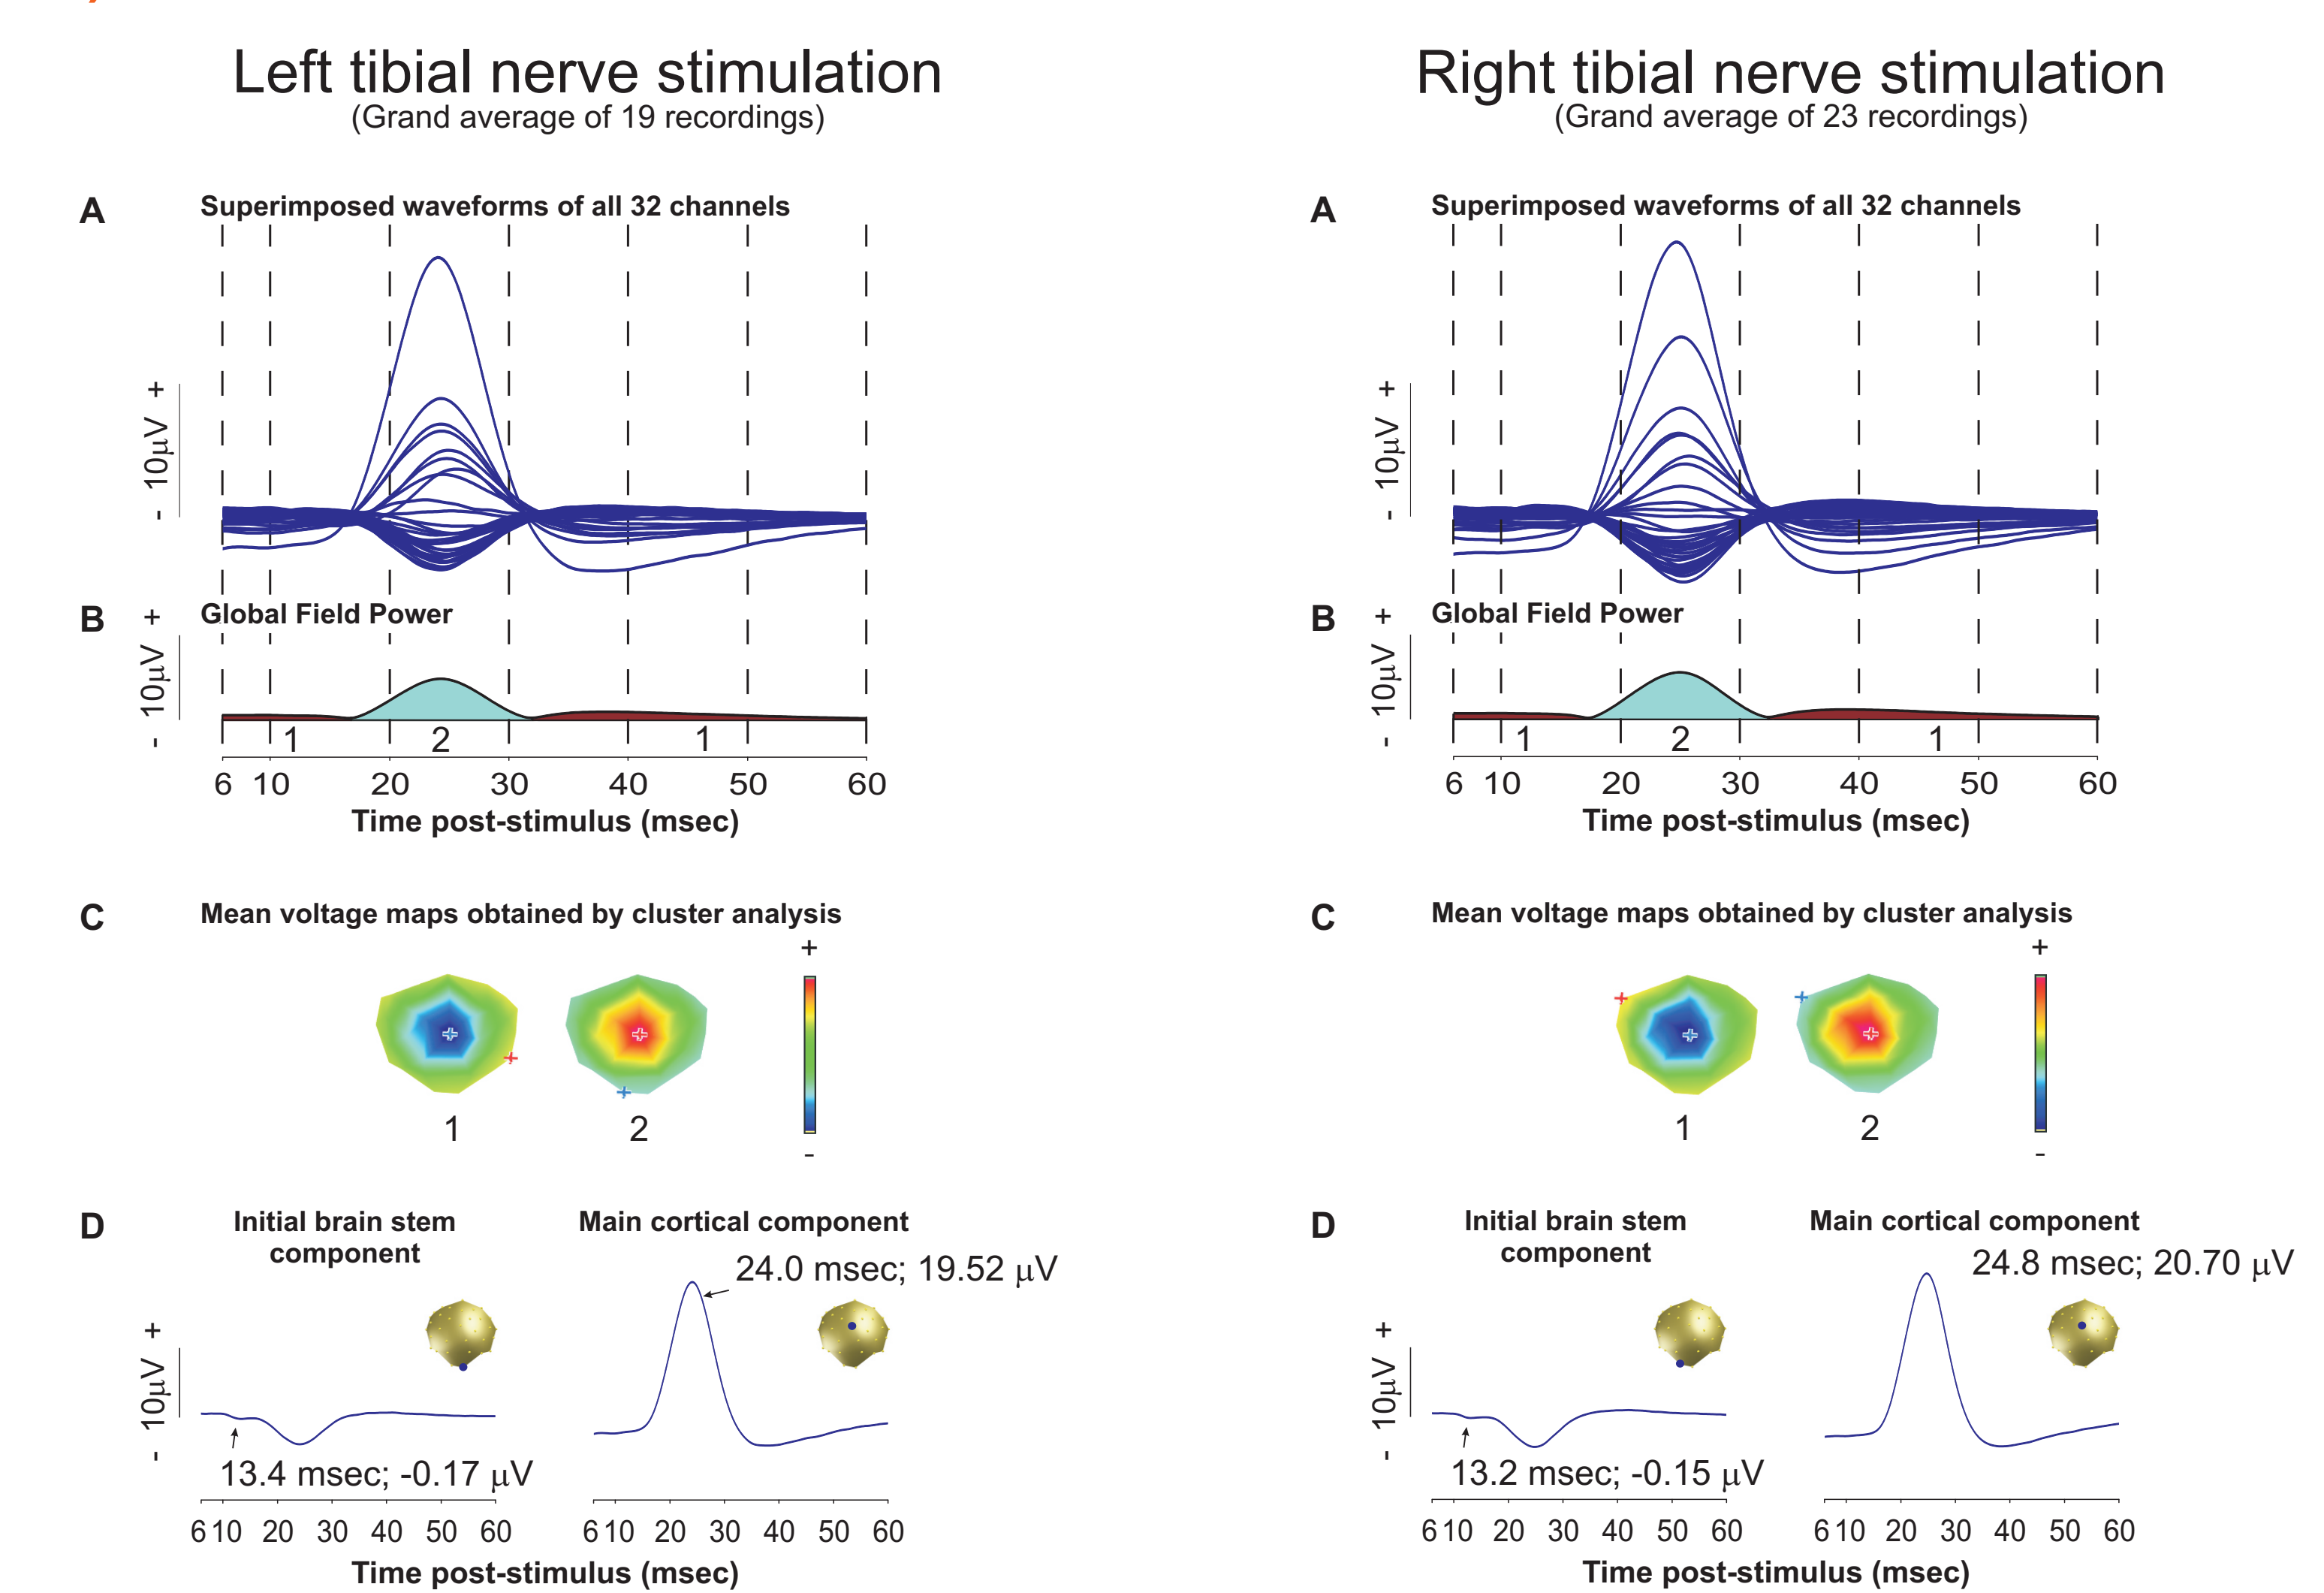 Left tibial nerve stimulation
(Grand average of 19 recordings)
A
Superimposed waveforms of all 32 channels
- 10μV +
B
Global Field Power
- 10μV +
1 2 1
6 10 20 30 40 50 60
Time post-stimulus (msec)
C
Mean voltage maps obtained by cluster analysis
+
1 2
-
D
Initial brain stem
component
Main cortical component
24.0 msec; 19.52 μV
- 10μV +
13.4 msec; -0.17 μV
6 10 20 30 40 50 60
6 10 20 30 40 50 60
Time post-stimulus (msec)
Right tibial nerve stimulation
(Grand average of 23 recordings)
A
Superimposed waveforms of all 32 channels
- 10μV +
B
Global Field Power
- 10μV +
1 2 1
6 10 20 30 40 50 60
Time post-stimulus (msec)
C
Mean voltage maps obtained by cluster analysis
+
1 2
-
D
Initial brain stem
component
Main cortical component
24.8 msec; 20.70 μV
- 10μV +
13.2 msec; -0.15 μV
6 10 20 30 40 50 60
6 10 20 30 40 50 60
Time post-stimulus (msec)